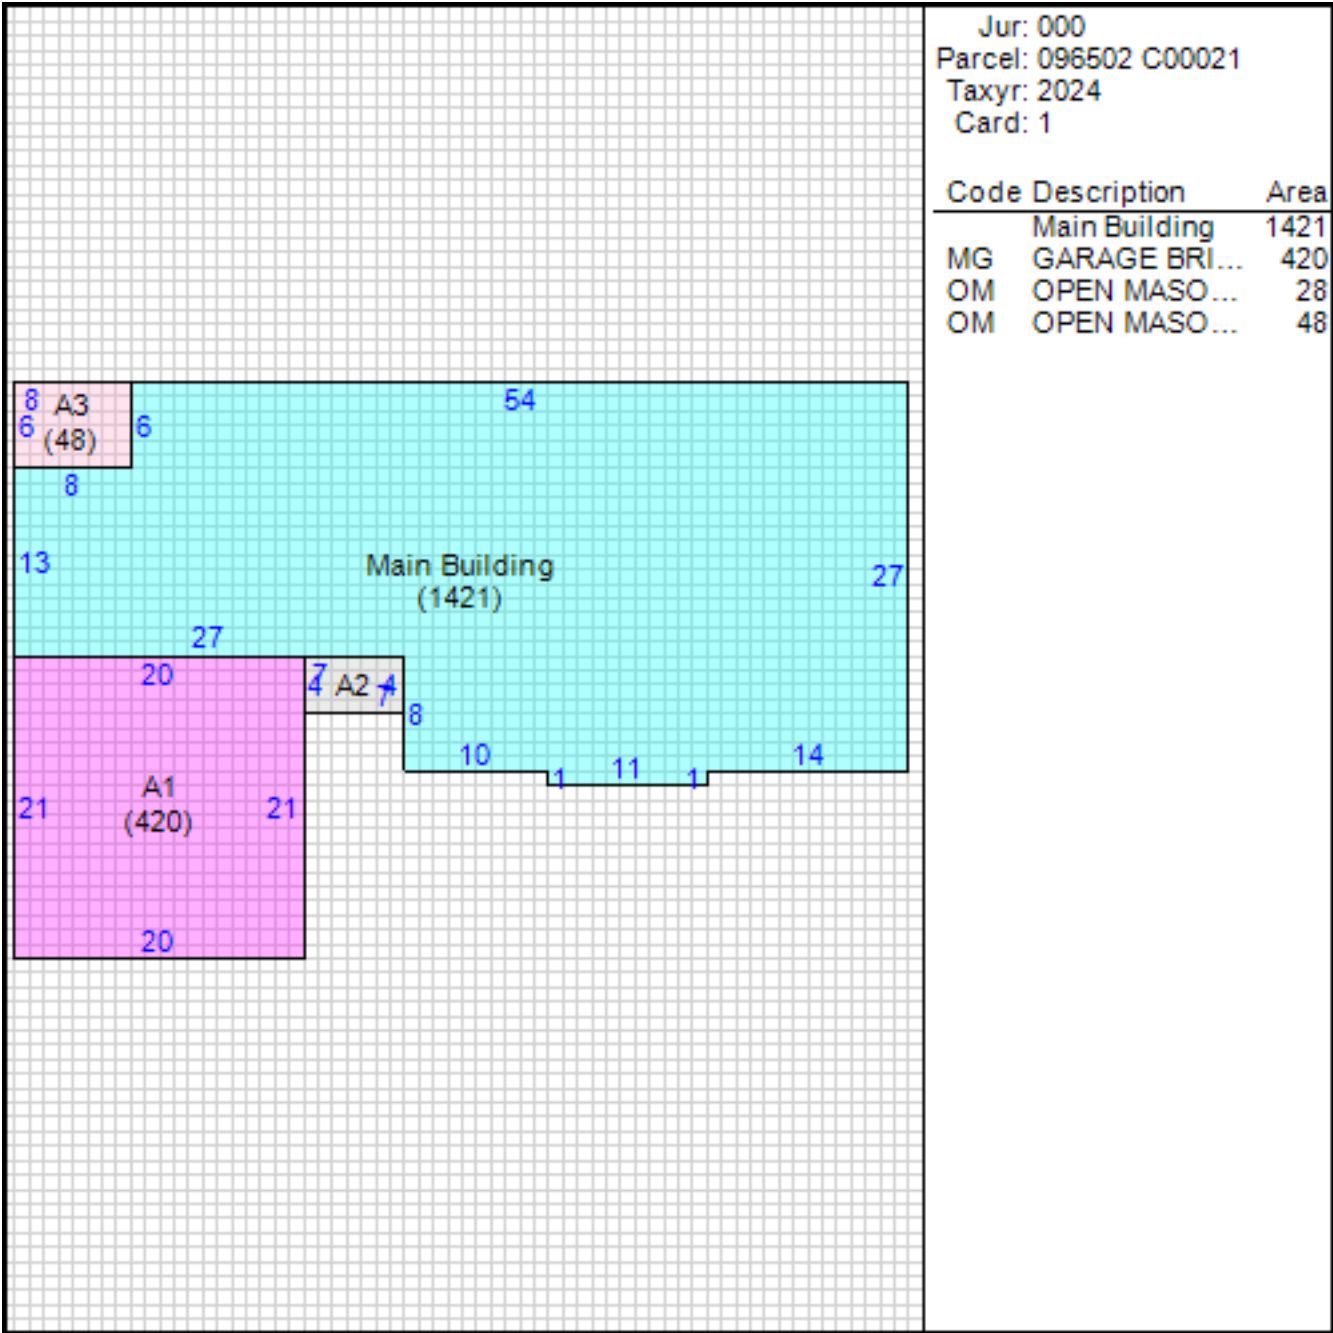 Jur: 000
Parcel: 096502 C00021
Taxyr: 2024
Card: 1
Code Description Area
Main Building 1421
MG GARAGE BRI... 420
OM OPEN MASO... 28
OM OPEN MASO... 48
8 A3 54
6 (48) 6
8
13 Main Building 27
(1421)
27
20 7
4 A2 4
7
8
10 11 14
1 1
A1
21 (420) 21
20